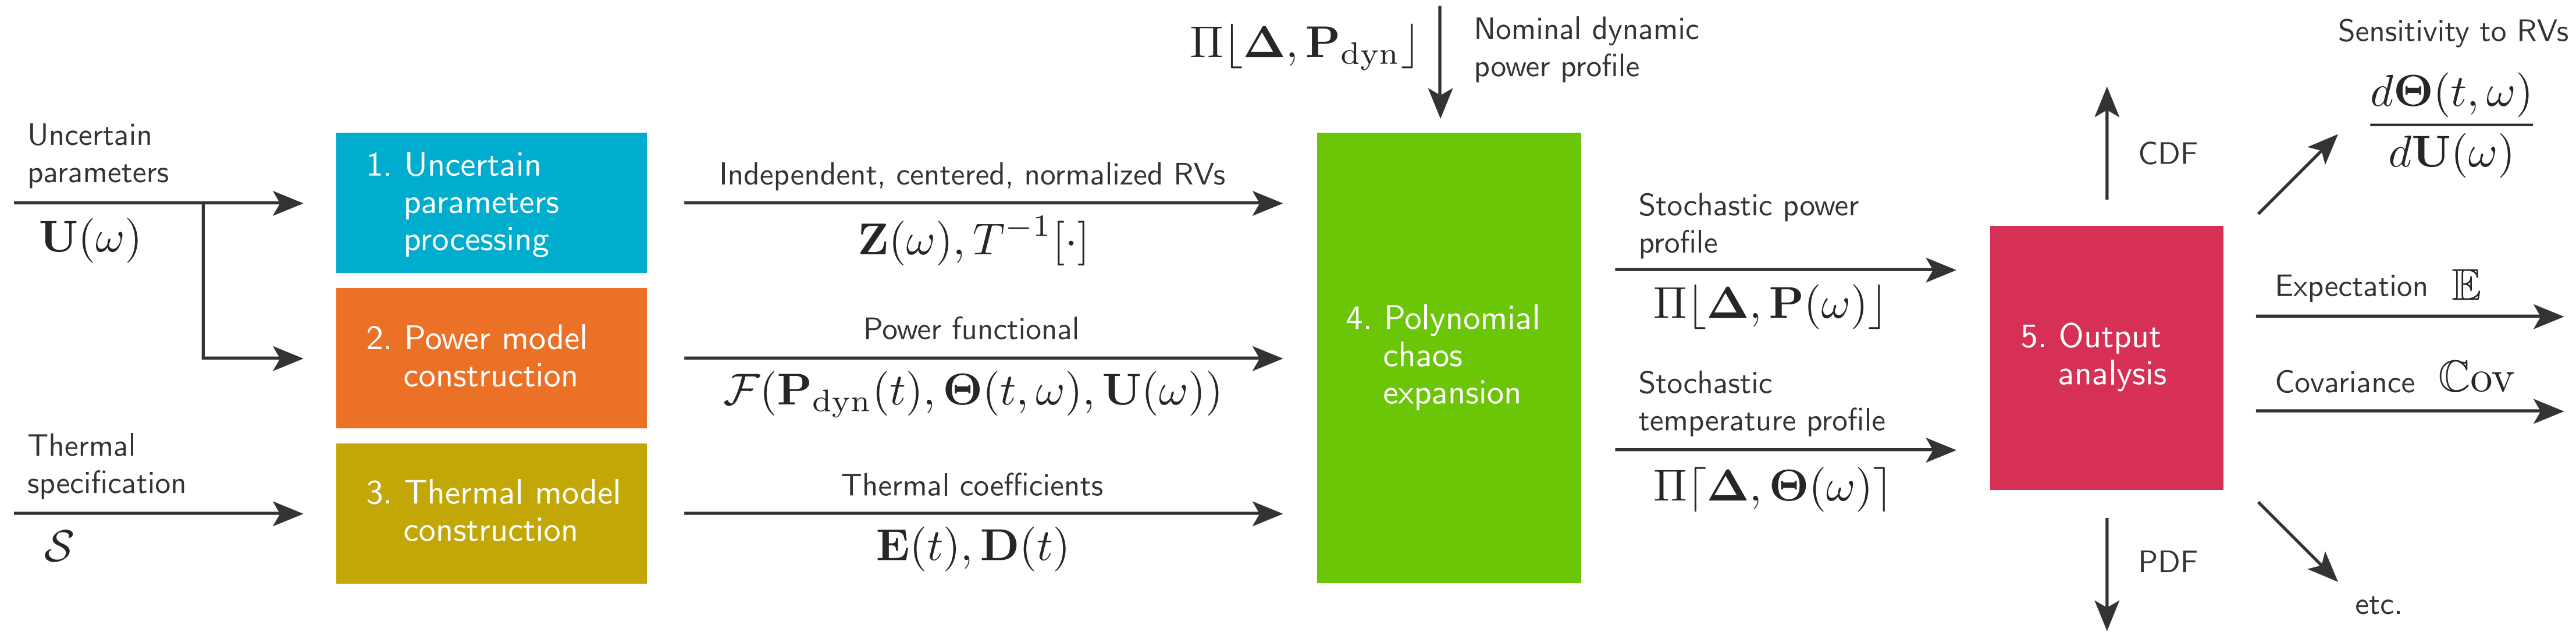 Uncertain
parameters
U(ω)
Thermal
specification
𝒮
1. Uncertain
parameters
processing
2. Power model
construction
3. Thermal model
construction
Independent, centered, normalized RVs
Z(ω), T⁻¹[·]
Power functional
ℱ(P_dyn(t), Θ(t, ω), U(ω))
Thermal coefficients
E(t), D(t)
Π⌊Δ, P_dyn⌋
Nominal dynamic
power profile
4. Polynomial
chaos
expansion
Stochastic power
profile
Π⌊Δ, P(ω)⌋
Stochastic
temperature profile
Π⌈Δ, Θ(ω)⌉
5. Output
analysis
CDF
Sensitivity to RVs
dΘ(t, ω)
dU(ω)
Expectation 𝔼
Covariance ℂov
PDF
etc.